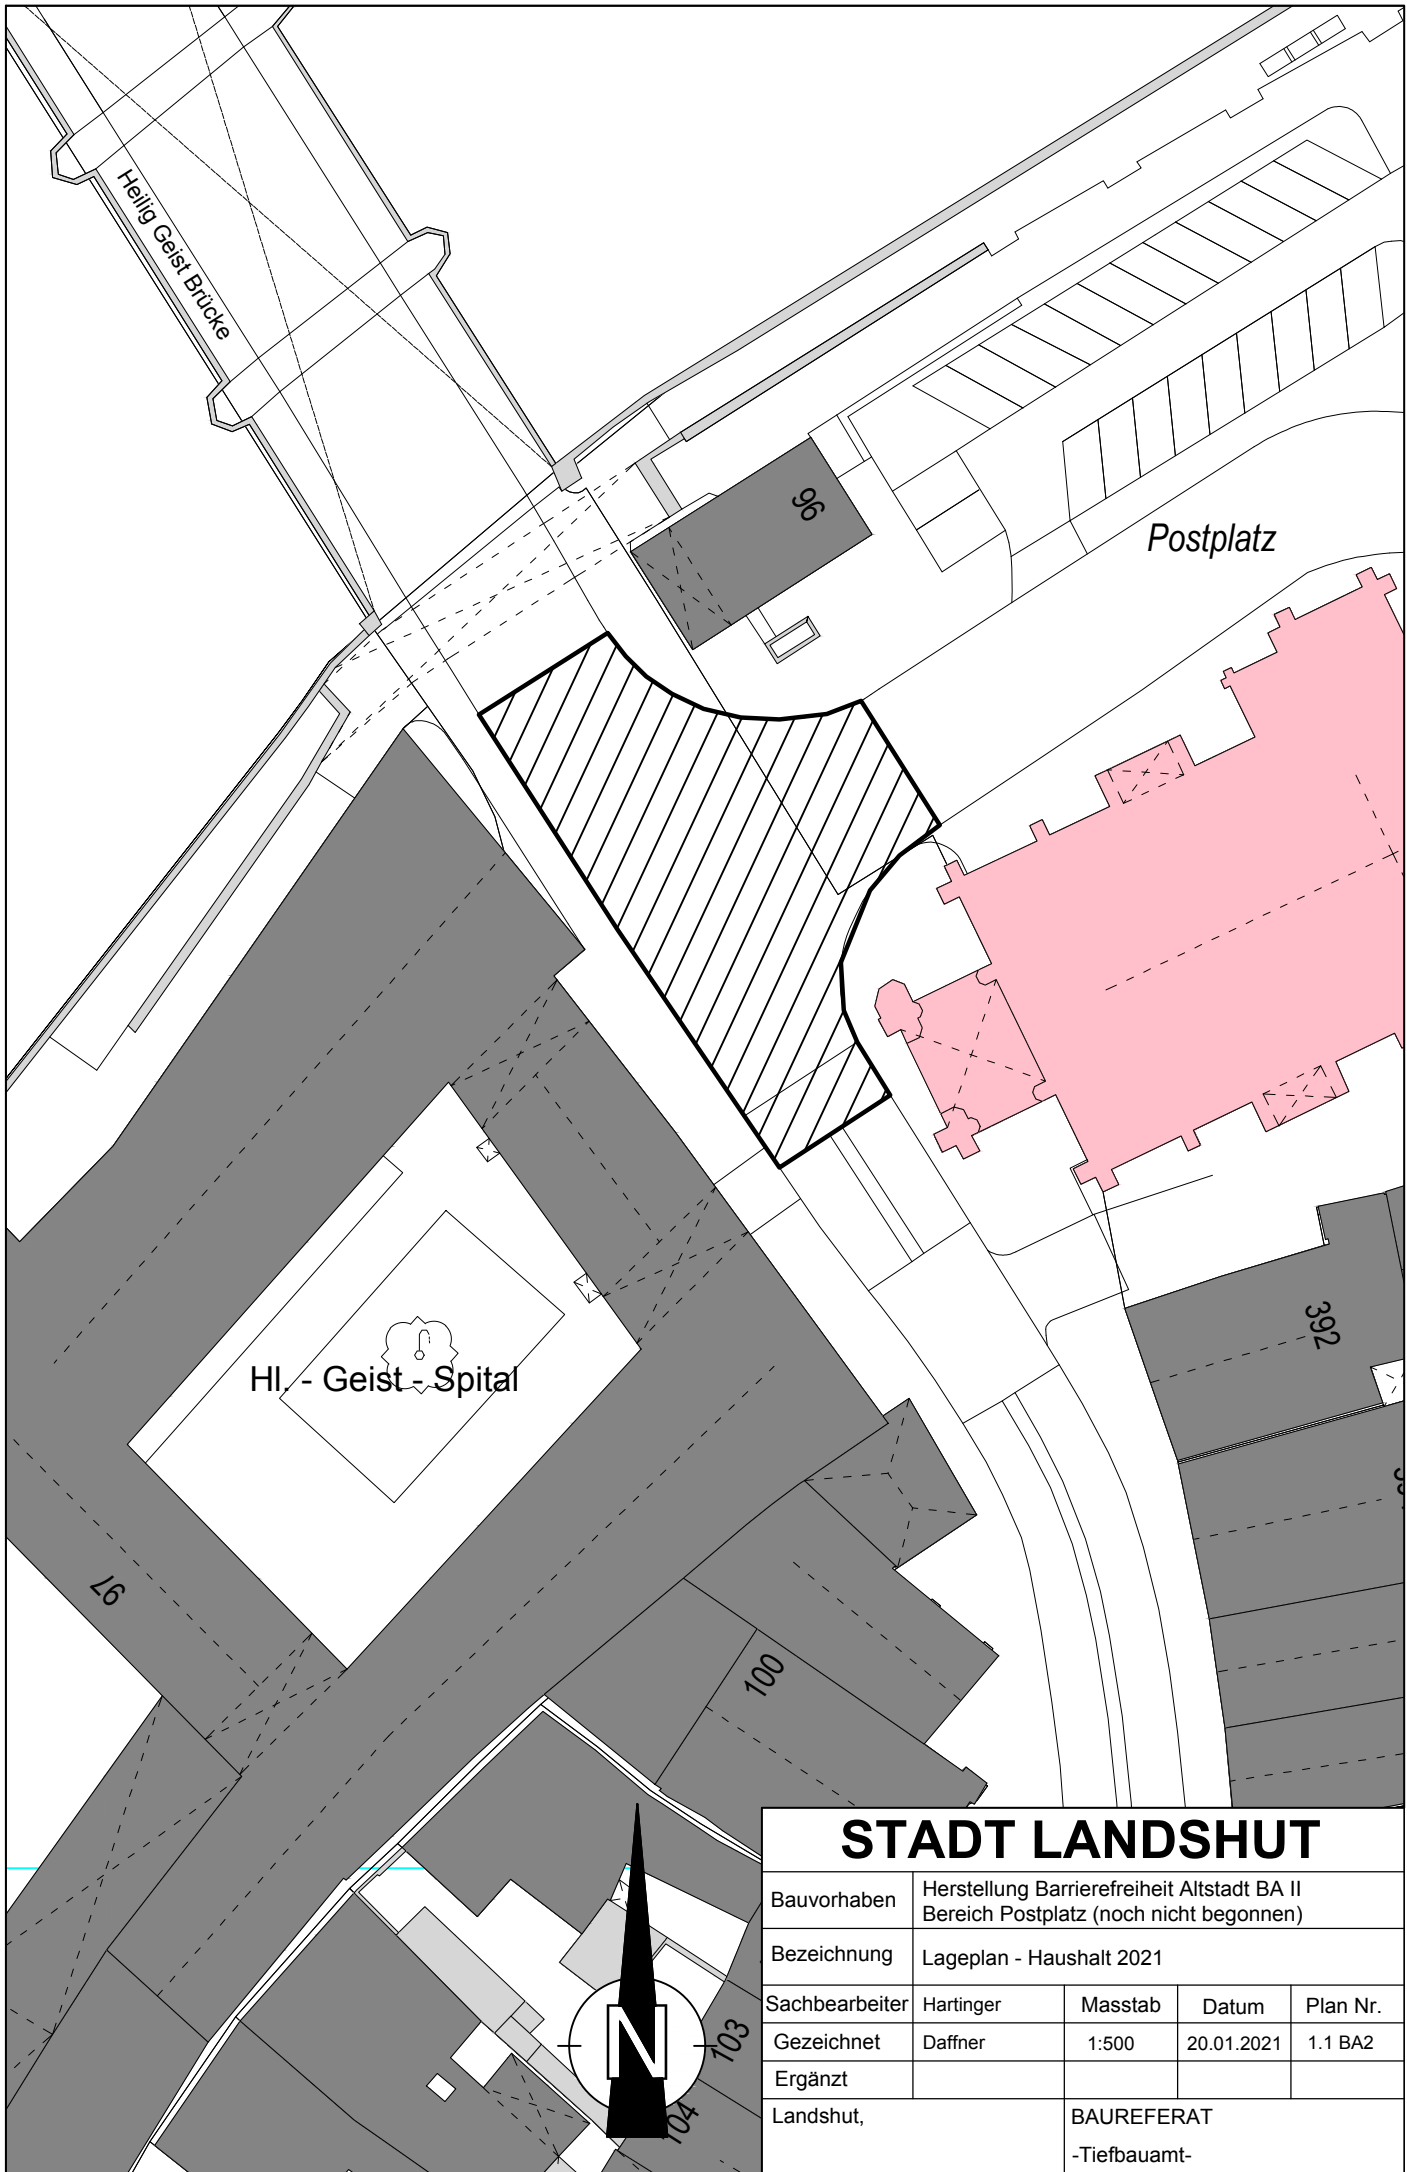 Heilig Geist Brücke
96
Postplatz
392
Hl. - Geist - Spital
97
100
103
104
N
STADT LANDSHUT
Bauvorhaben
Herstellung Barrierefreiheit Altstadt BA II
Bereich Postplatz (noch nicht begonnen)
Bezeichnung
Lageplan - Haushalt 2021
Sachbearbeiter Hartinger Masstab Datum Plan Nr.
Gezeichnet Daffner 1:500 20.01.2021 1.1 BA2
Ergänzt
Landshut, BAUREFERAT
-Tiefbauamt-